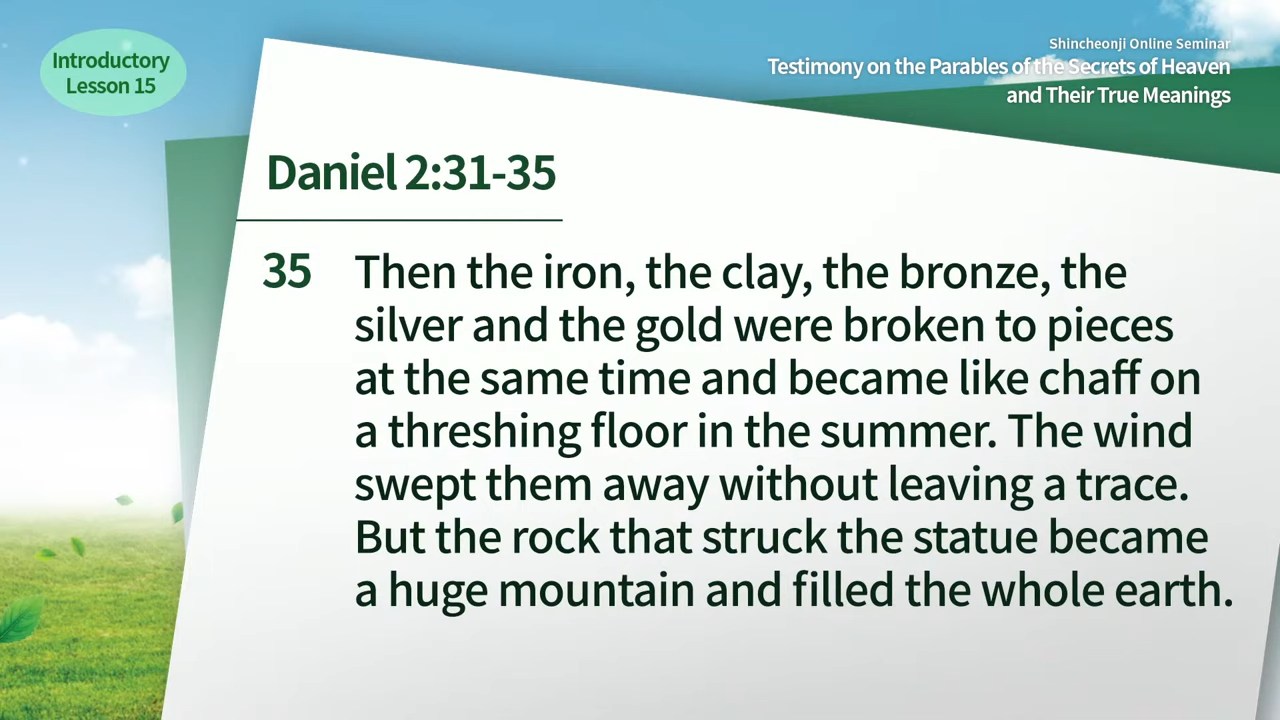 Introductory
Lesson 15
Shincheonji Online Seminar
Testimony on the Parables of the Secrets of Heaven
and Their True Meanings
Daniel 2:31-35
35 Then the iron, the clay, the bronze, the
silver and the gold were broken to pieces
at the same time and became like chaff on
a threshing floor in the summer. The wind
swept them away without leaving a trace.
But the rock that struck the statue became
a huge mountain and filled the whole earth.